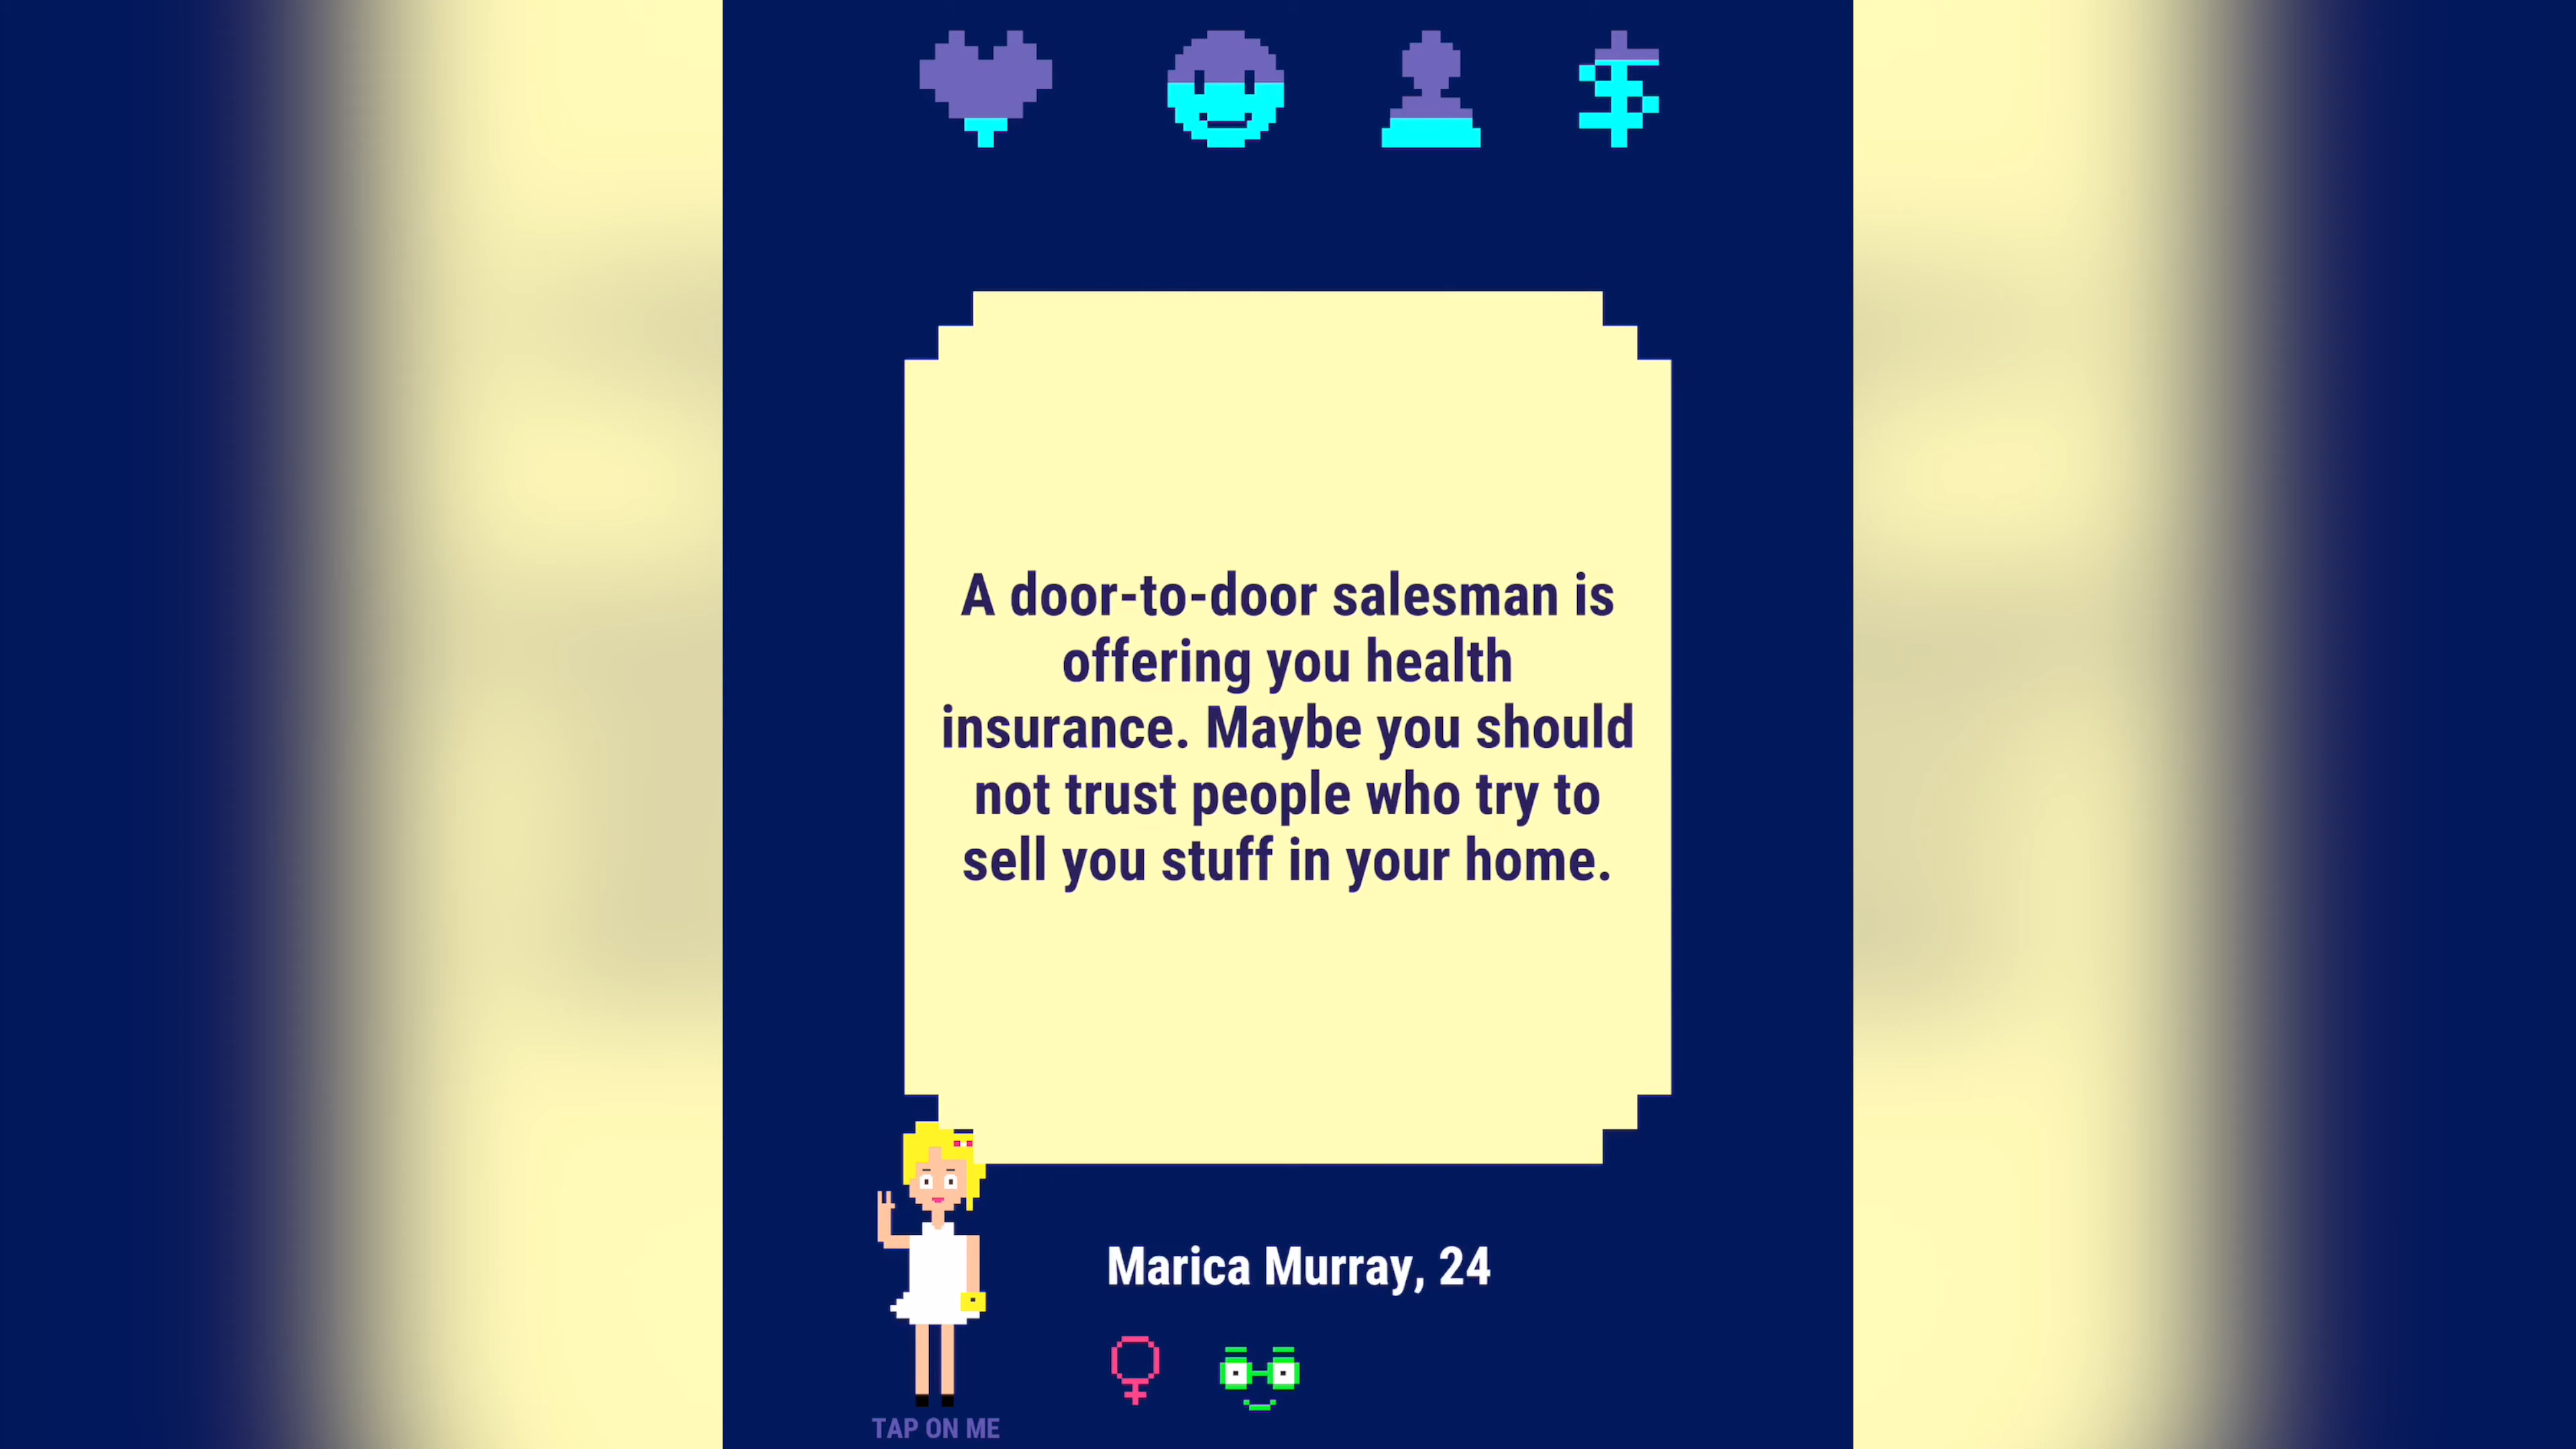 A door-to-door salesman is
offering you health
insurance. Maybe you should
not trust people who try to
sell you stuff in your home.
Marica Murray, 24
TAP ON ME